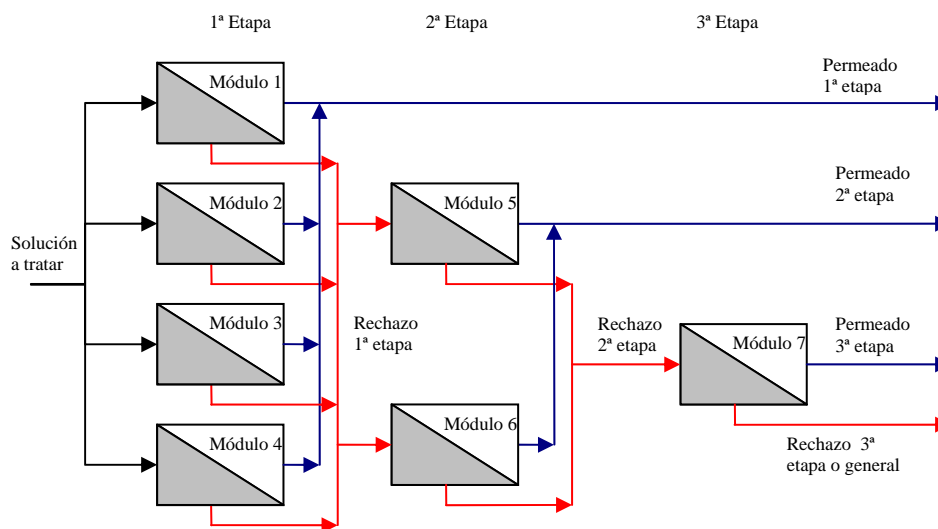 1ª Etapa
2ª Etapa
3ª Etapa
Módulo 1
Permeado
1ª etapa
Módulo 2
Módulo 5
Permeado
2ª etapa
Solución
a tratar
Módulo 3
Rechazo
1ª etapa
Rechazo
2ª etapa
Módulo 7
Permeado
3ª etapa
Módulo 4
Módulo 6
Rechazo 3ª
etapa o general